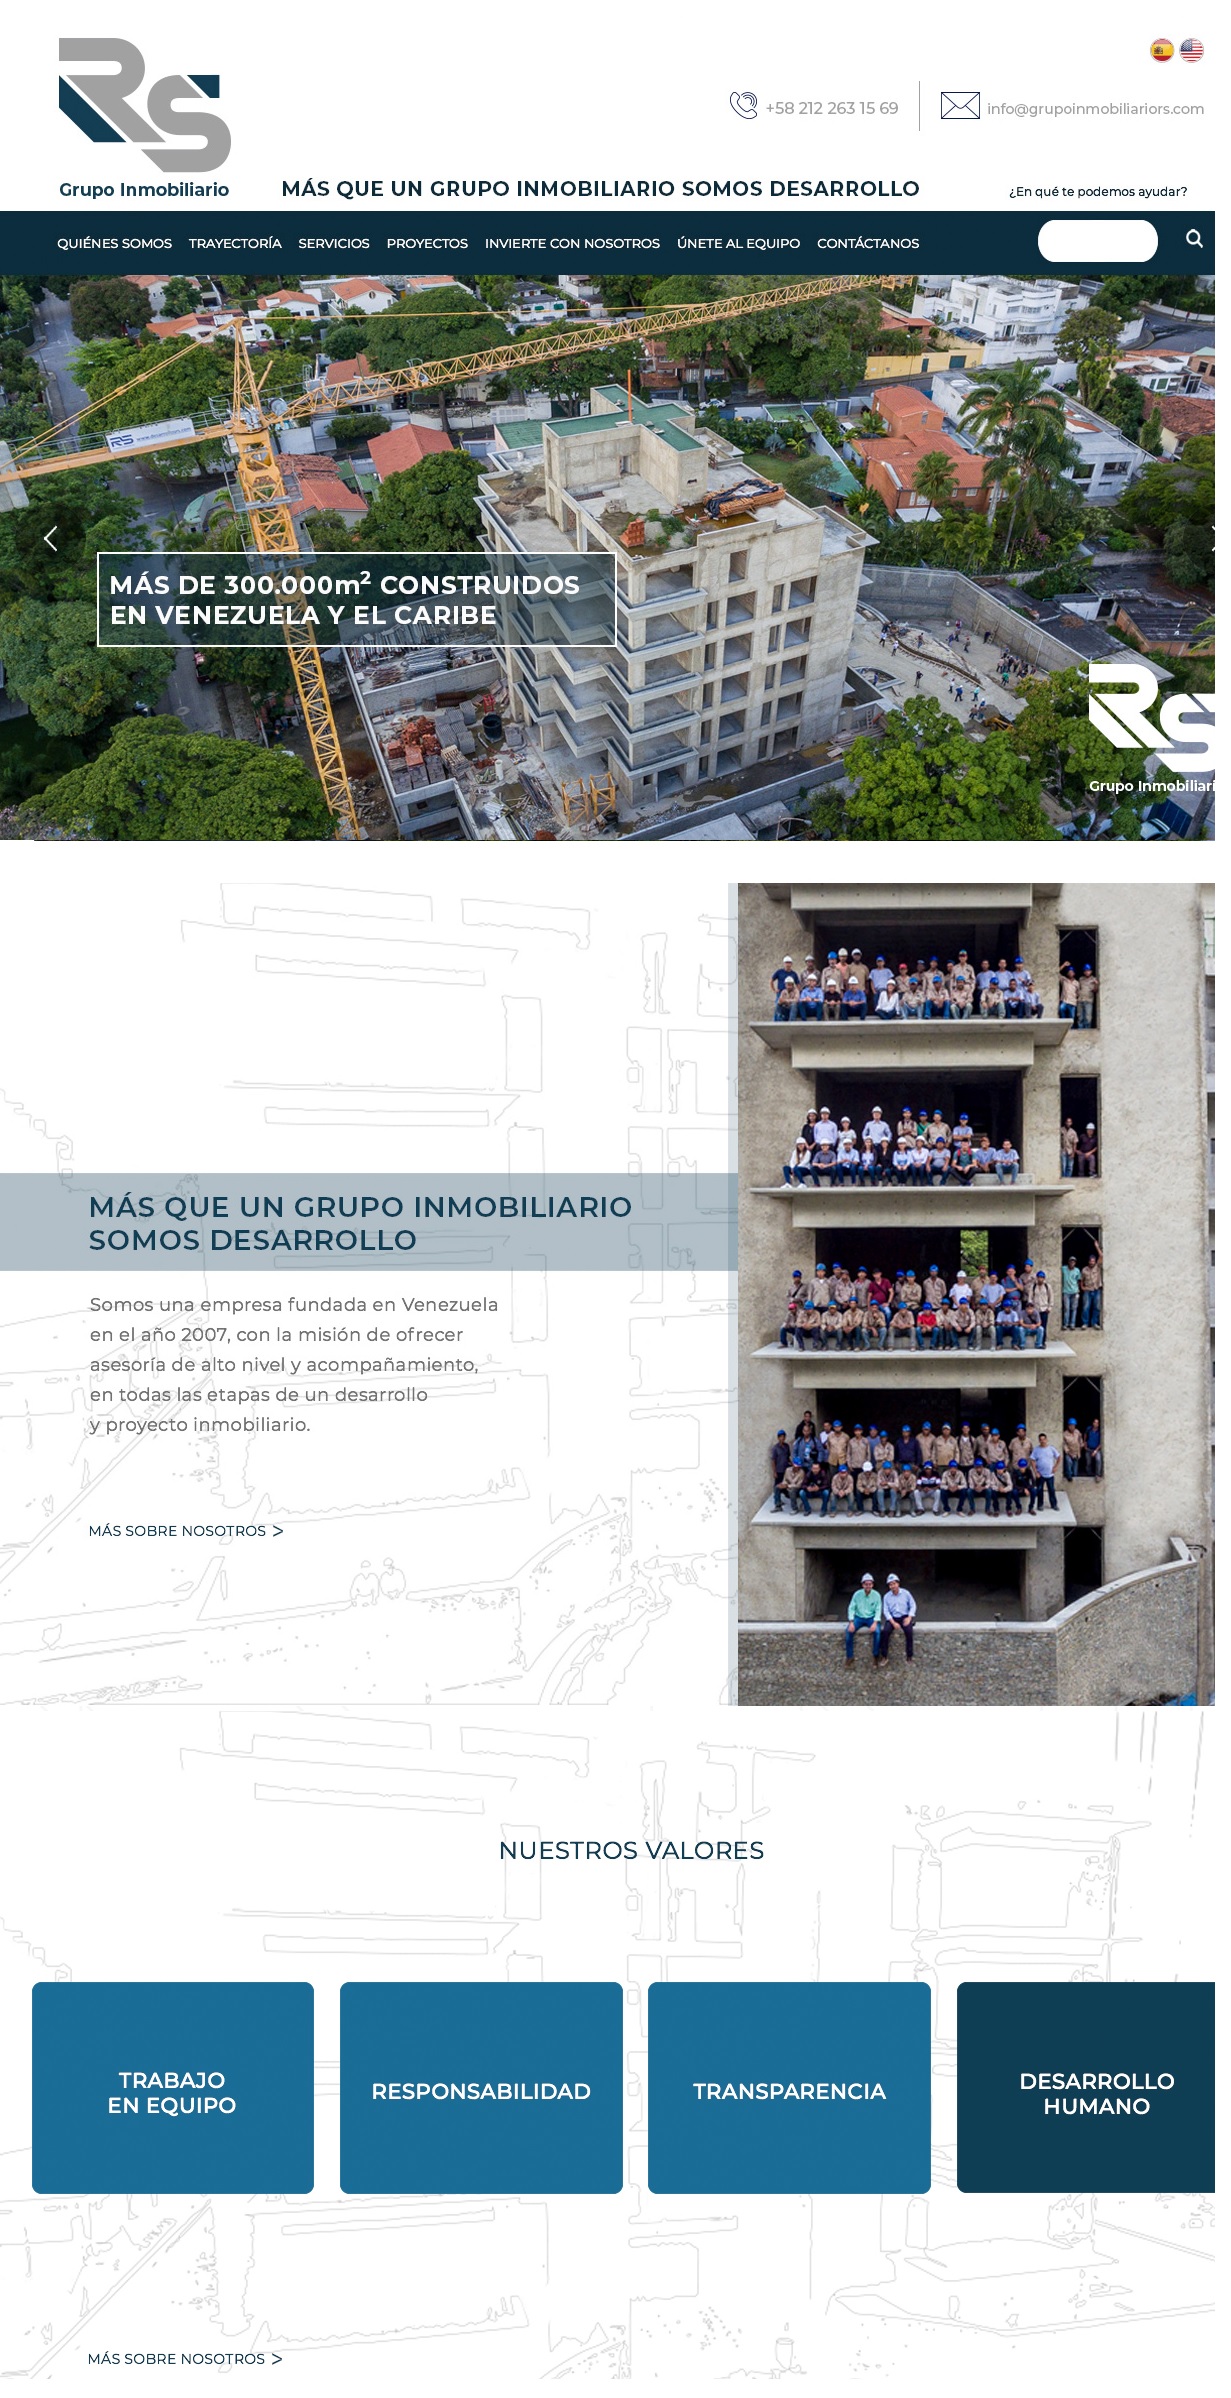 RS
Grupo Inmobiliario
+58 212 263 15 69
info@grupoinmobiliariors.com
MÁS QUE UN GRUPO INMOBILIARIO SOMOS DESARROLLO
¿En qué te podemos ayudar?
QUIÉNES SOMOS TRAYECTORÍA SERVICIOS PROYECTOS INVIERTE CON NOSOTROS ÚNETE AL EQUIPO CONTÁCTANOS
RS
MÁS DE 300.000m² CONSTRUIDOS
EN VENEZUELA Y EL CARIBE
RS
Grupo Inmobiliari
MÁS QUE UN GRUPO INMOBILIARIO
SOMOS DESARROLLO
Somos una empresa fundada en Venezuela
en el año 2007, con la misión de ofrecer
asesoría de alto nivel y acompañamiento,
en todas las etapas de un desarrollo
y proyecto inmobiliario.
MÁS SOBRE NOSOTROS >
NUESTROS VALORES
TRABAJO
EN EQUIPO
RESPONSABILIDAD
TRANSPARENCIA
DESARROLLO
HUMANO
MÁS SOBRE NOSOTROS >